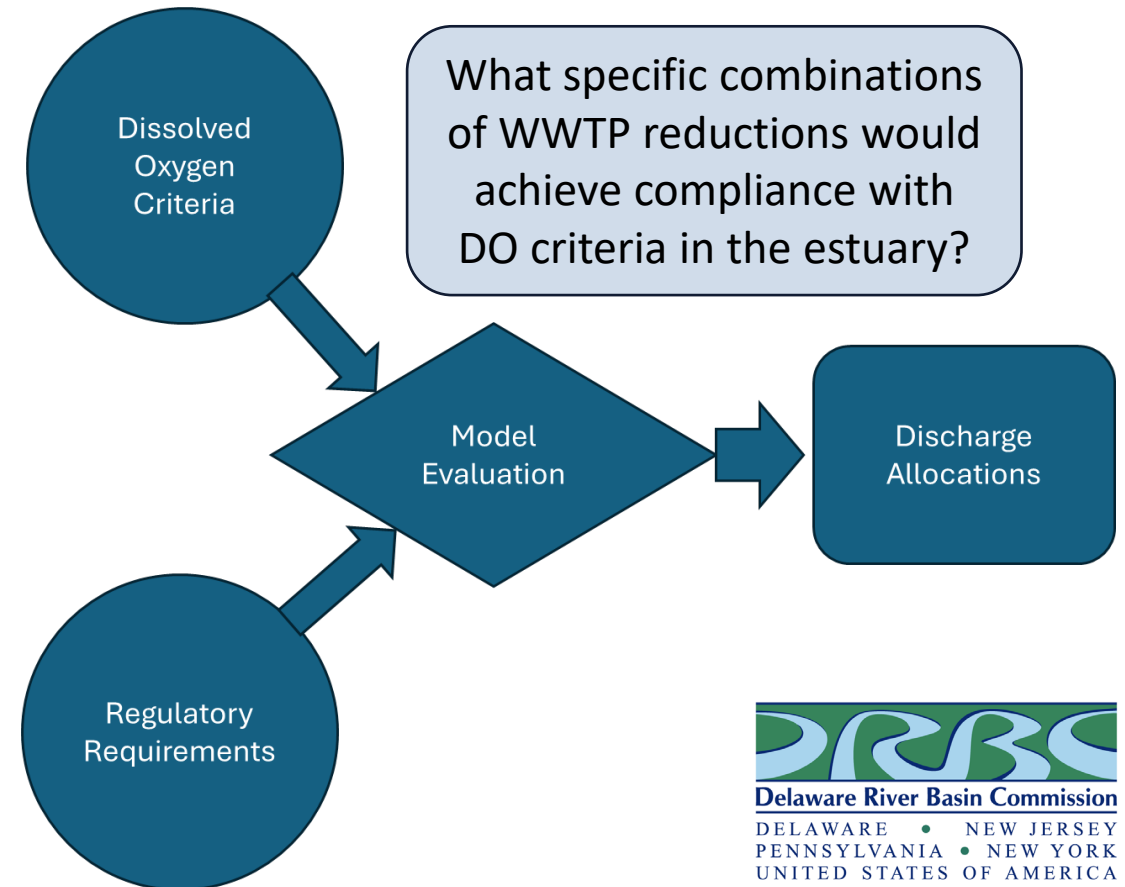 Dissolved
Oxygen
Criteria
What specific combinations
of WWTP reductions would
achieve compliance with
DO criteria in the estuary?
Model
Evaluation
Discharge
Allocations
Regulatory
Requirements
DRBC
Delaware River Basin Commission
DELAWARE • NEW JERSEY
PENNSYLVANIA • NEW YORK
UNITED STATES OF AMERICA